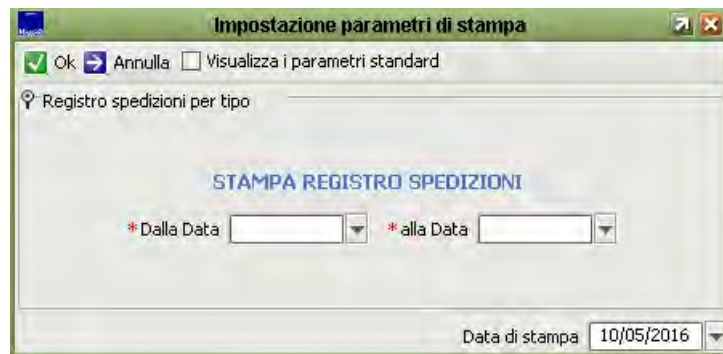 Impostazione parametri di stampa
Ok Annulla Visualizza i parametri standard
Registro spedizioni per tipo
STAMPA REGISTRO SPEDIZIONI
*Dalla Data *alla Data
Data di stampa 10/05/2016